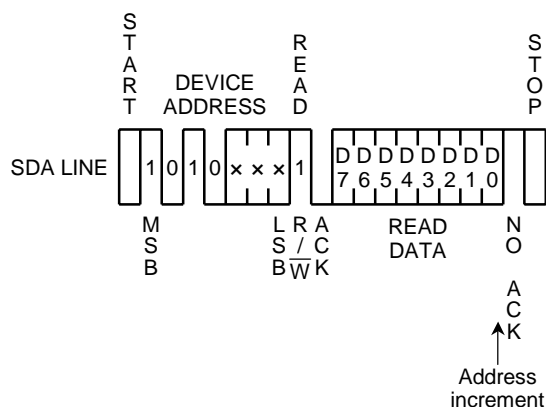 START
DEVICE
ADDRESS
READ
STOP
SDA LINE
1 0 1 0 × × × 1
D7 D6 D5 D4 D3 D2 D1 D0
MSB
LSB
R/W
ACK
READ
DATA
NO ACK
Address
increment